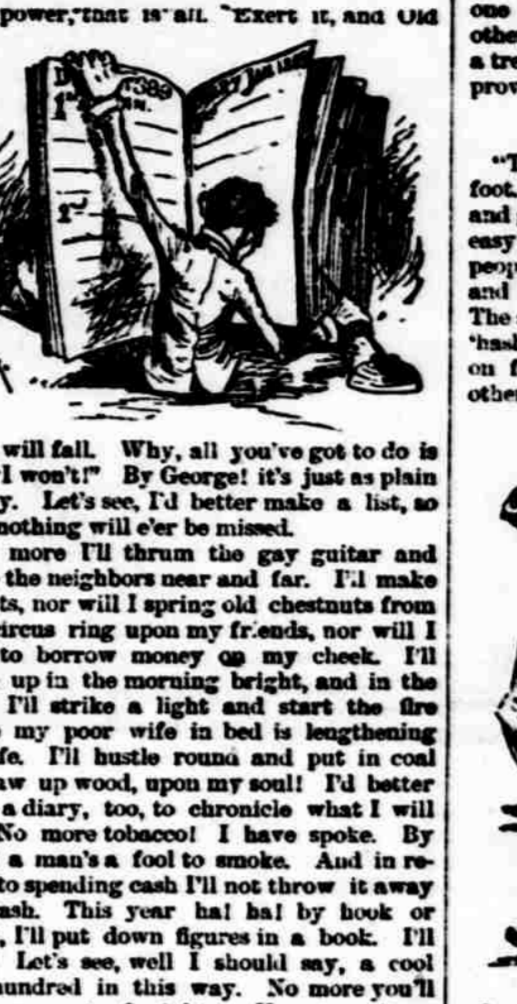 power, that is all. "Exert it, and Old
1889
1st
JAN.
1st
will fall. Why, all you've got to do is
I won't!" By George! it's just as plain
y. Let's see, I'd better make a list, so
nothing will e'er be missed.
more I'll thrum the gay guitar and
the neighbors near and far. I'll make
ts, nor will I spring old chestnuts from
ircus ring upon my friends, nor will I
to borrow money on my cheek. I'll
up in the morning bright, and in the
I'll strike a light and start the fire
my poor wife in bed is lengthening
fe. I'll hustle round and put in coal
aw up wood, upon my soul! I'd better
a diary, too, to chronicle what I will
No more tobacco! I have spoke. By
a man's a fool to smoke. And in re-
to spending cash I'll not throw it away
ash. This year ha! ha! by hook or
, I'll put down figures in a book. I'll
Let's see, well I should say, a cool
hundred in this way. No more you'll
one
othe
a tre
prov
"T
foot.
and
easy
peop
and
The
'hasl
on f
othe